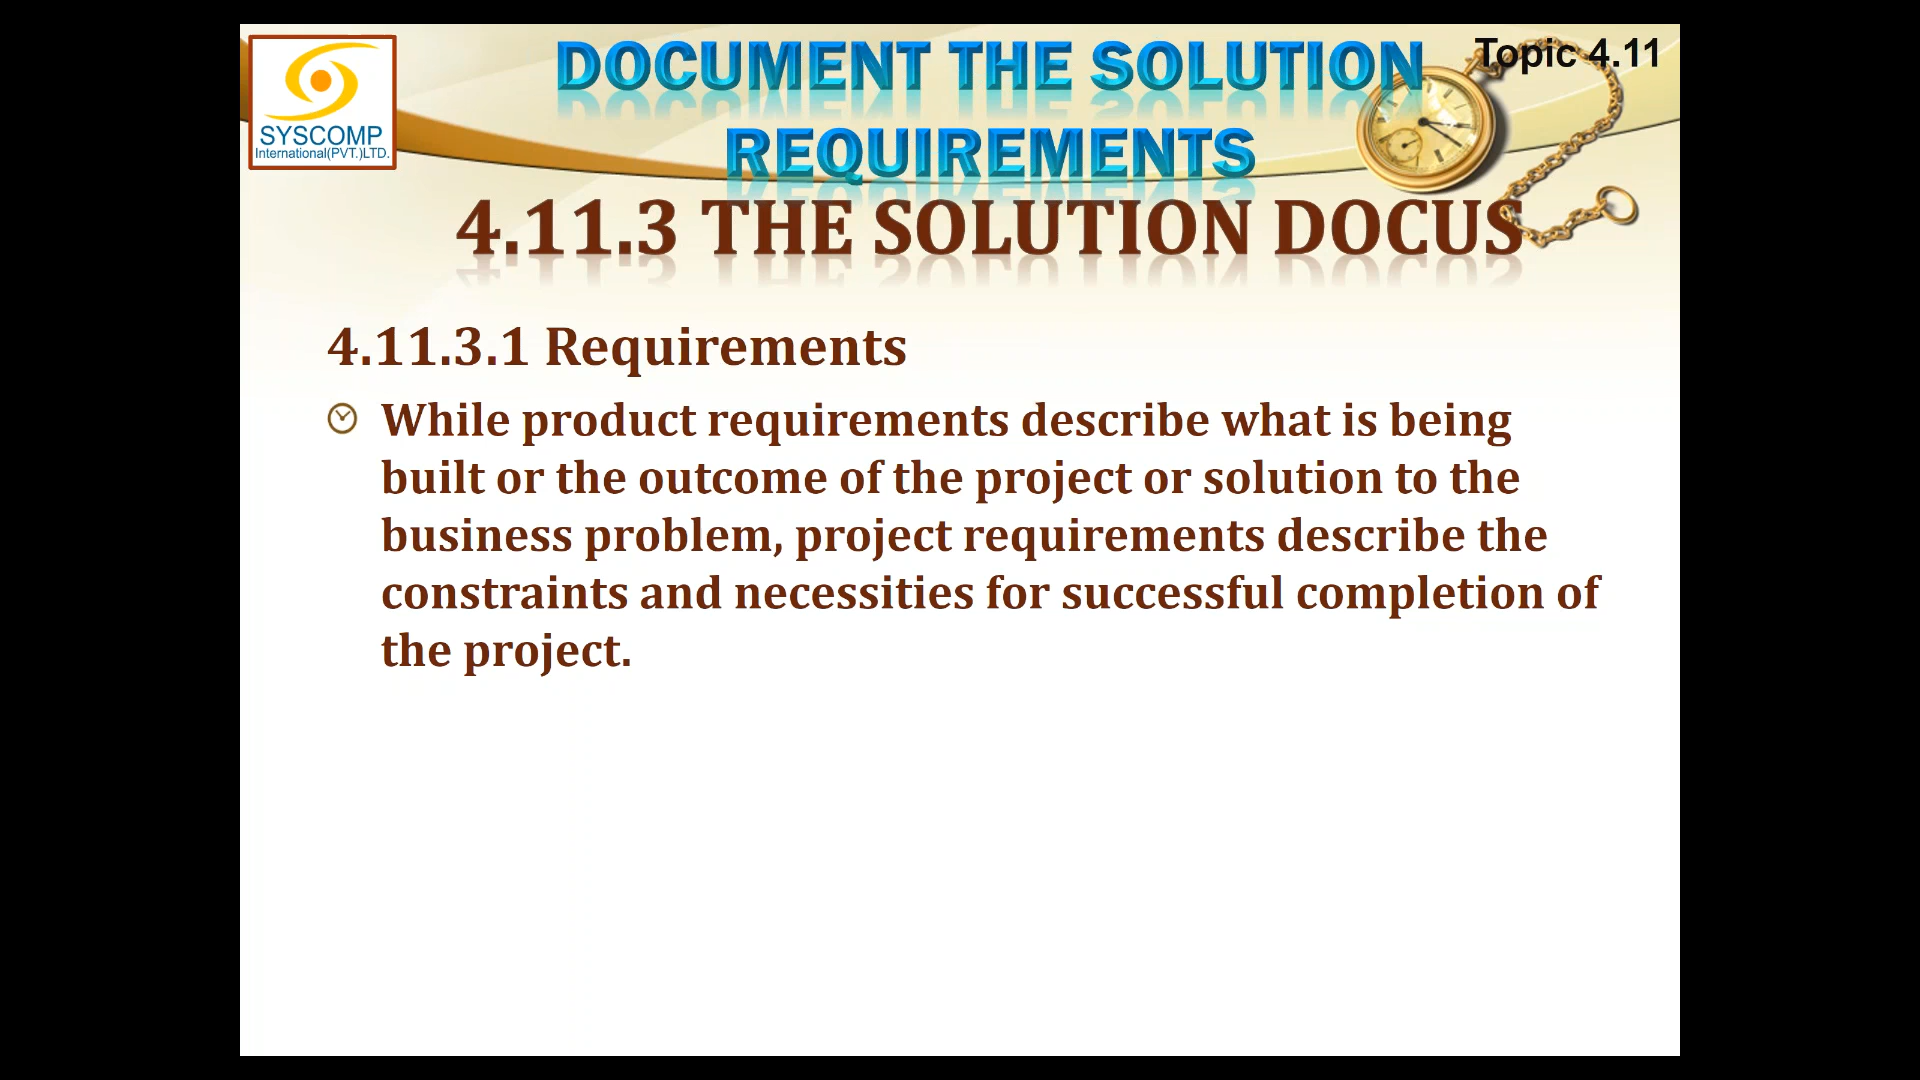 SYSCOMP
International(PVT.)LTD.
DOCUMENT THE SOLUTION
REQUIREMENTS
Topic 4.11
4.11.3 THE SOLUTION DOCUS
4.11.3.1 Requirements
While product requirements describe what is being
built or the outcome of the project or solution to the
business problem, project requirements describe the
constraints and necessities for successful completion of
the project.